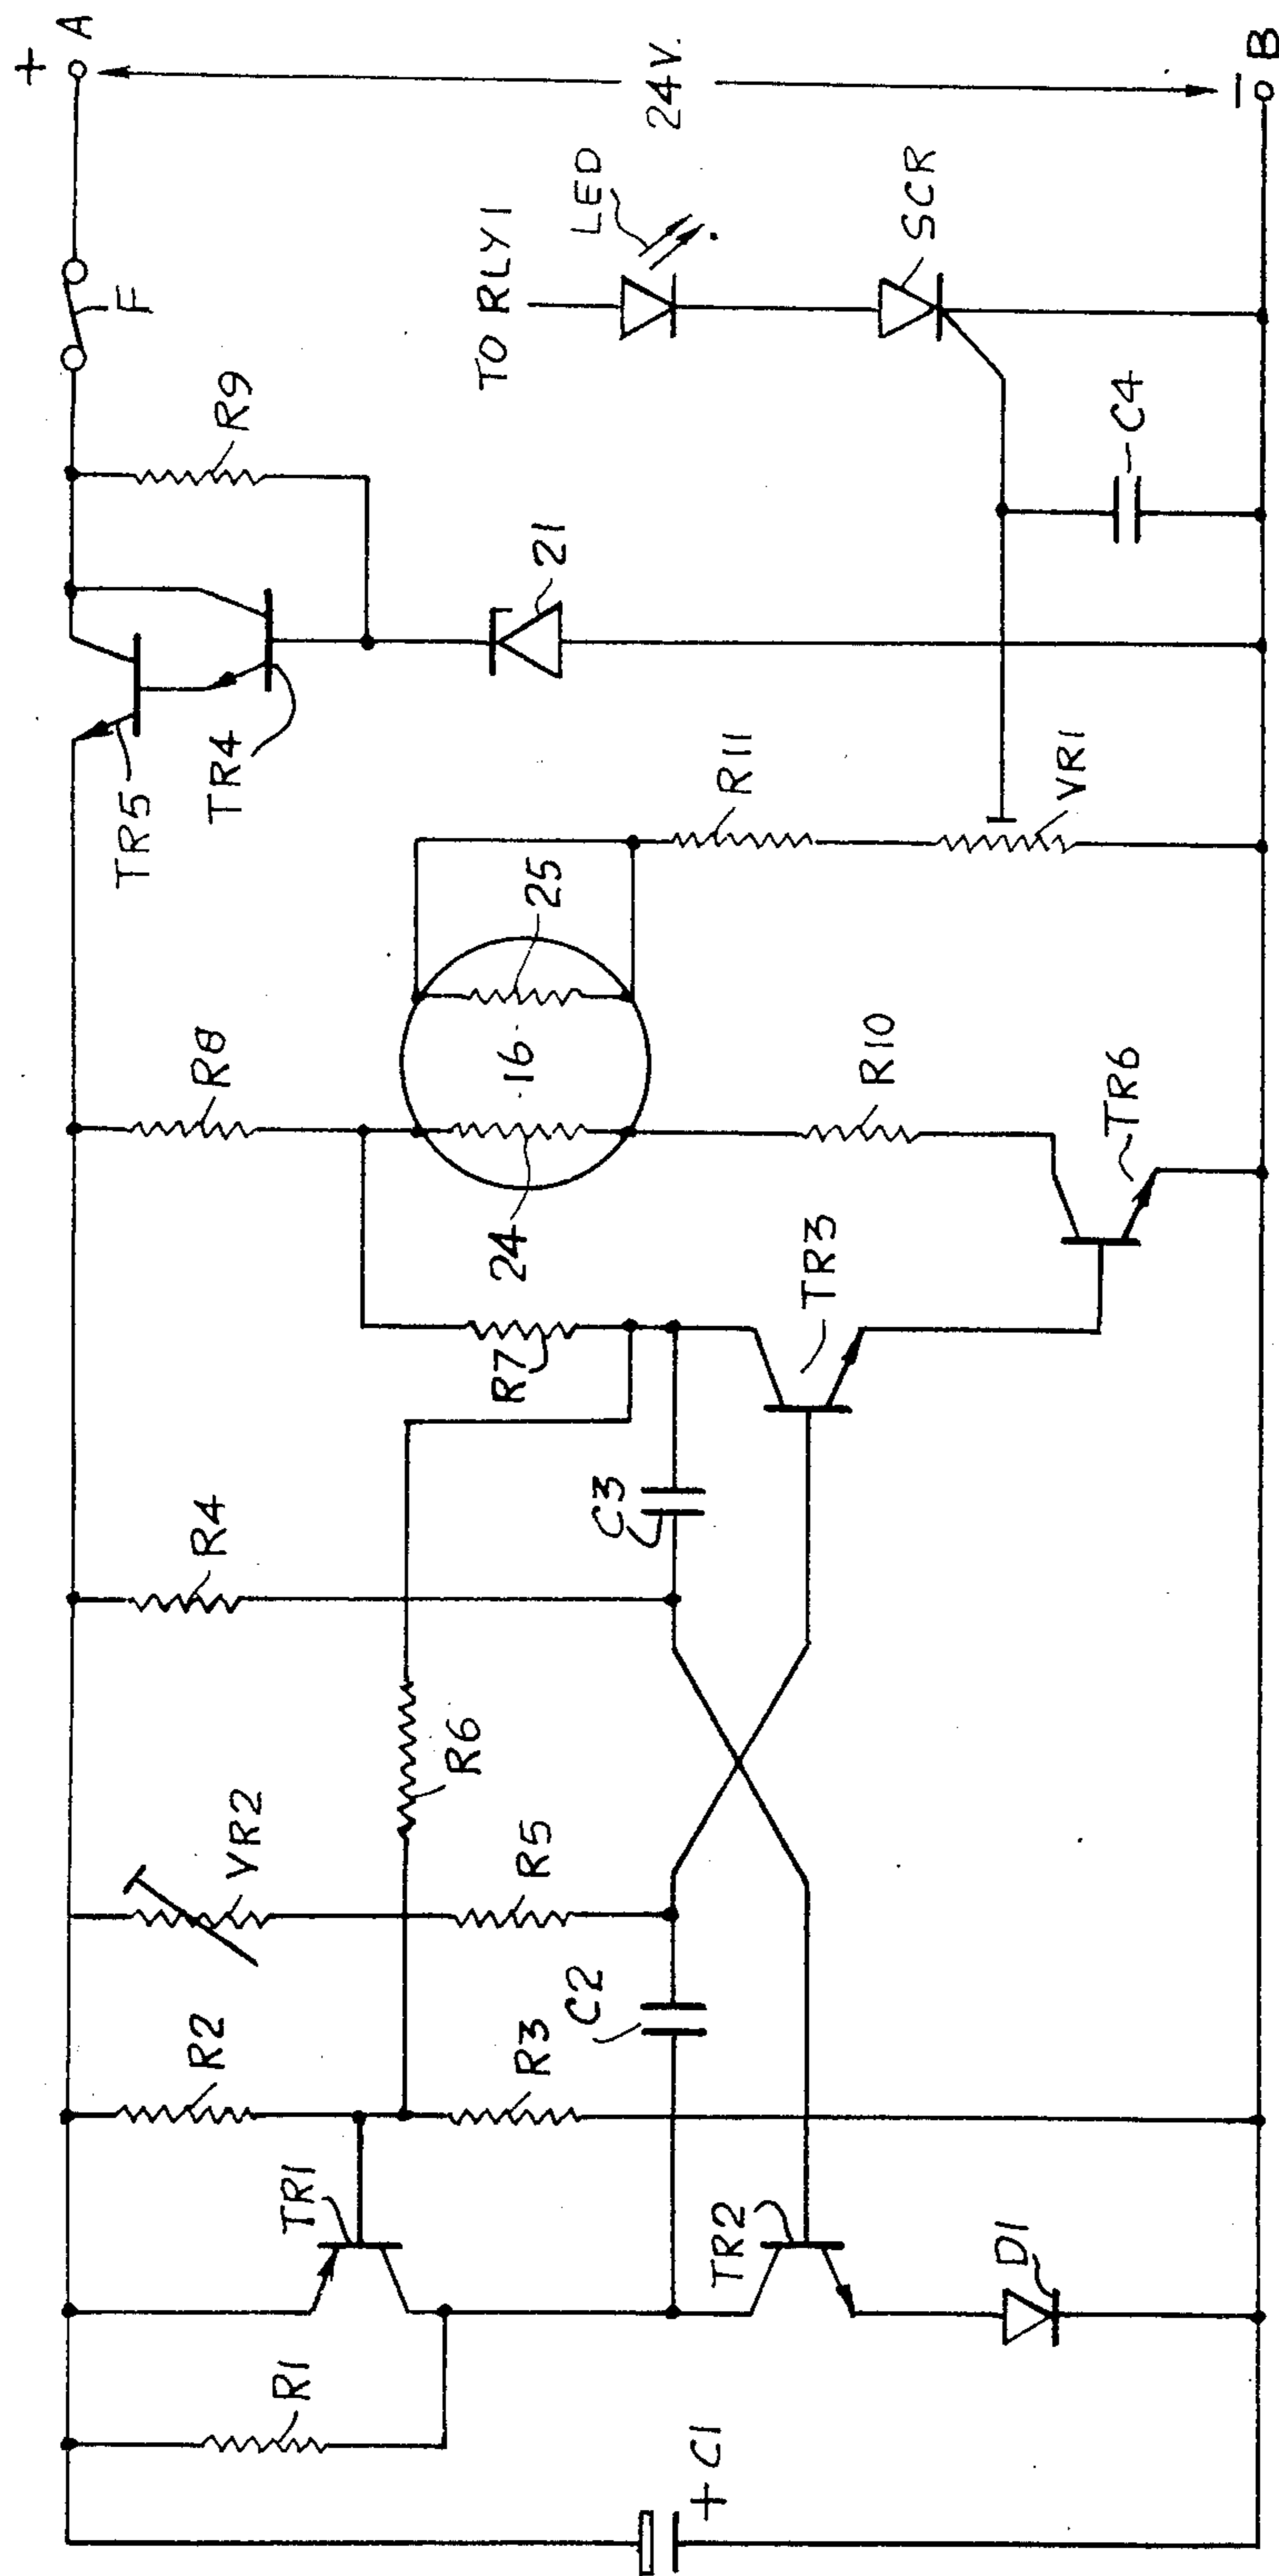 + A
24V.
− B
F
R9
TO RLY1
LED
SCR
C4
21
TR5
TR4
R11
VR1
25
16
24
R8
R10
TR6
R7
TR3
C3
R4
R6
VR2
R5
C2
R2
R3
TR1
TR2
D1
R1
+ C1